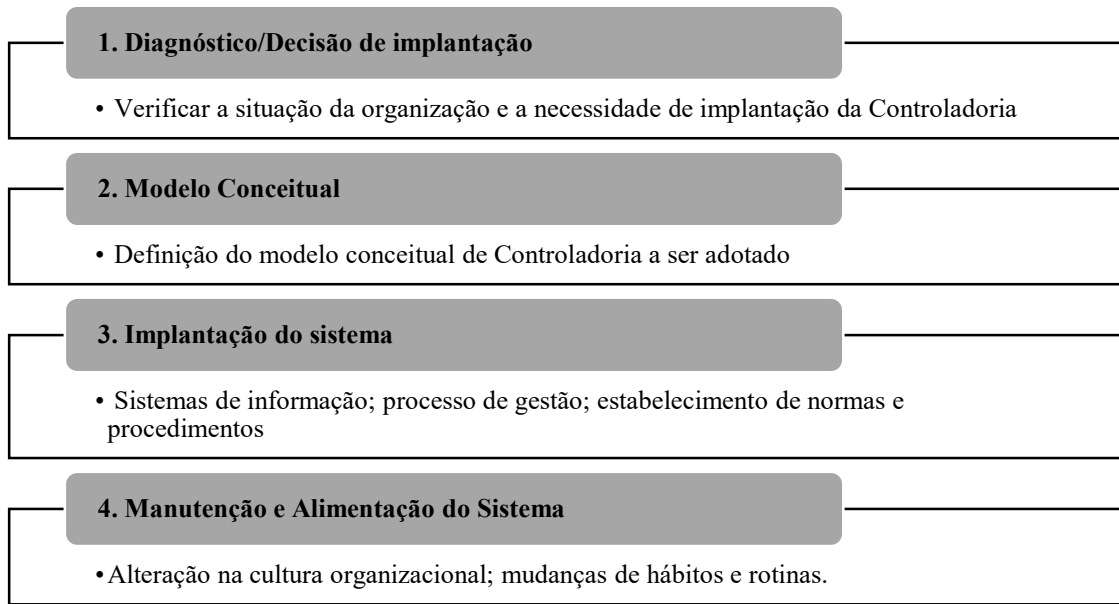 1. Diagnóstico/Decisão de implantação
• Verificar a situação da organização e a necessidade de implantação da Controladoria
2. Modelo Conceitual
• Definição do modelo conceitual de Controladoria a ser adotado
3. Implantação do sistema
• Sistemas de informação; processo de gestão; estabelecimento de normas e
procedimentos
4. Manutenção e Alimentação do Sistema
•Alteração na cultura organizacional; mudanças de hábitos e rotinas.